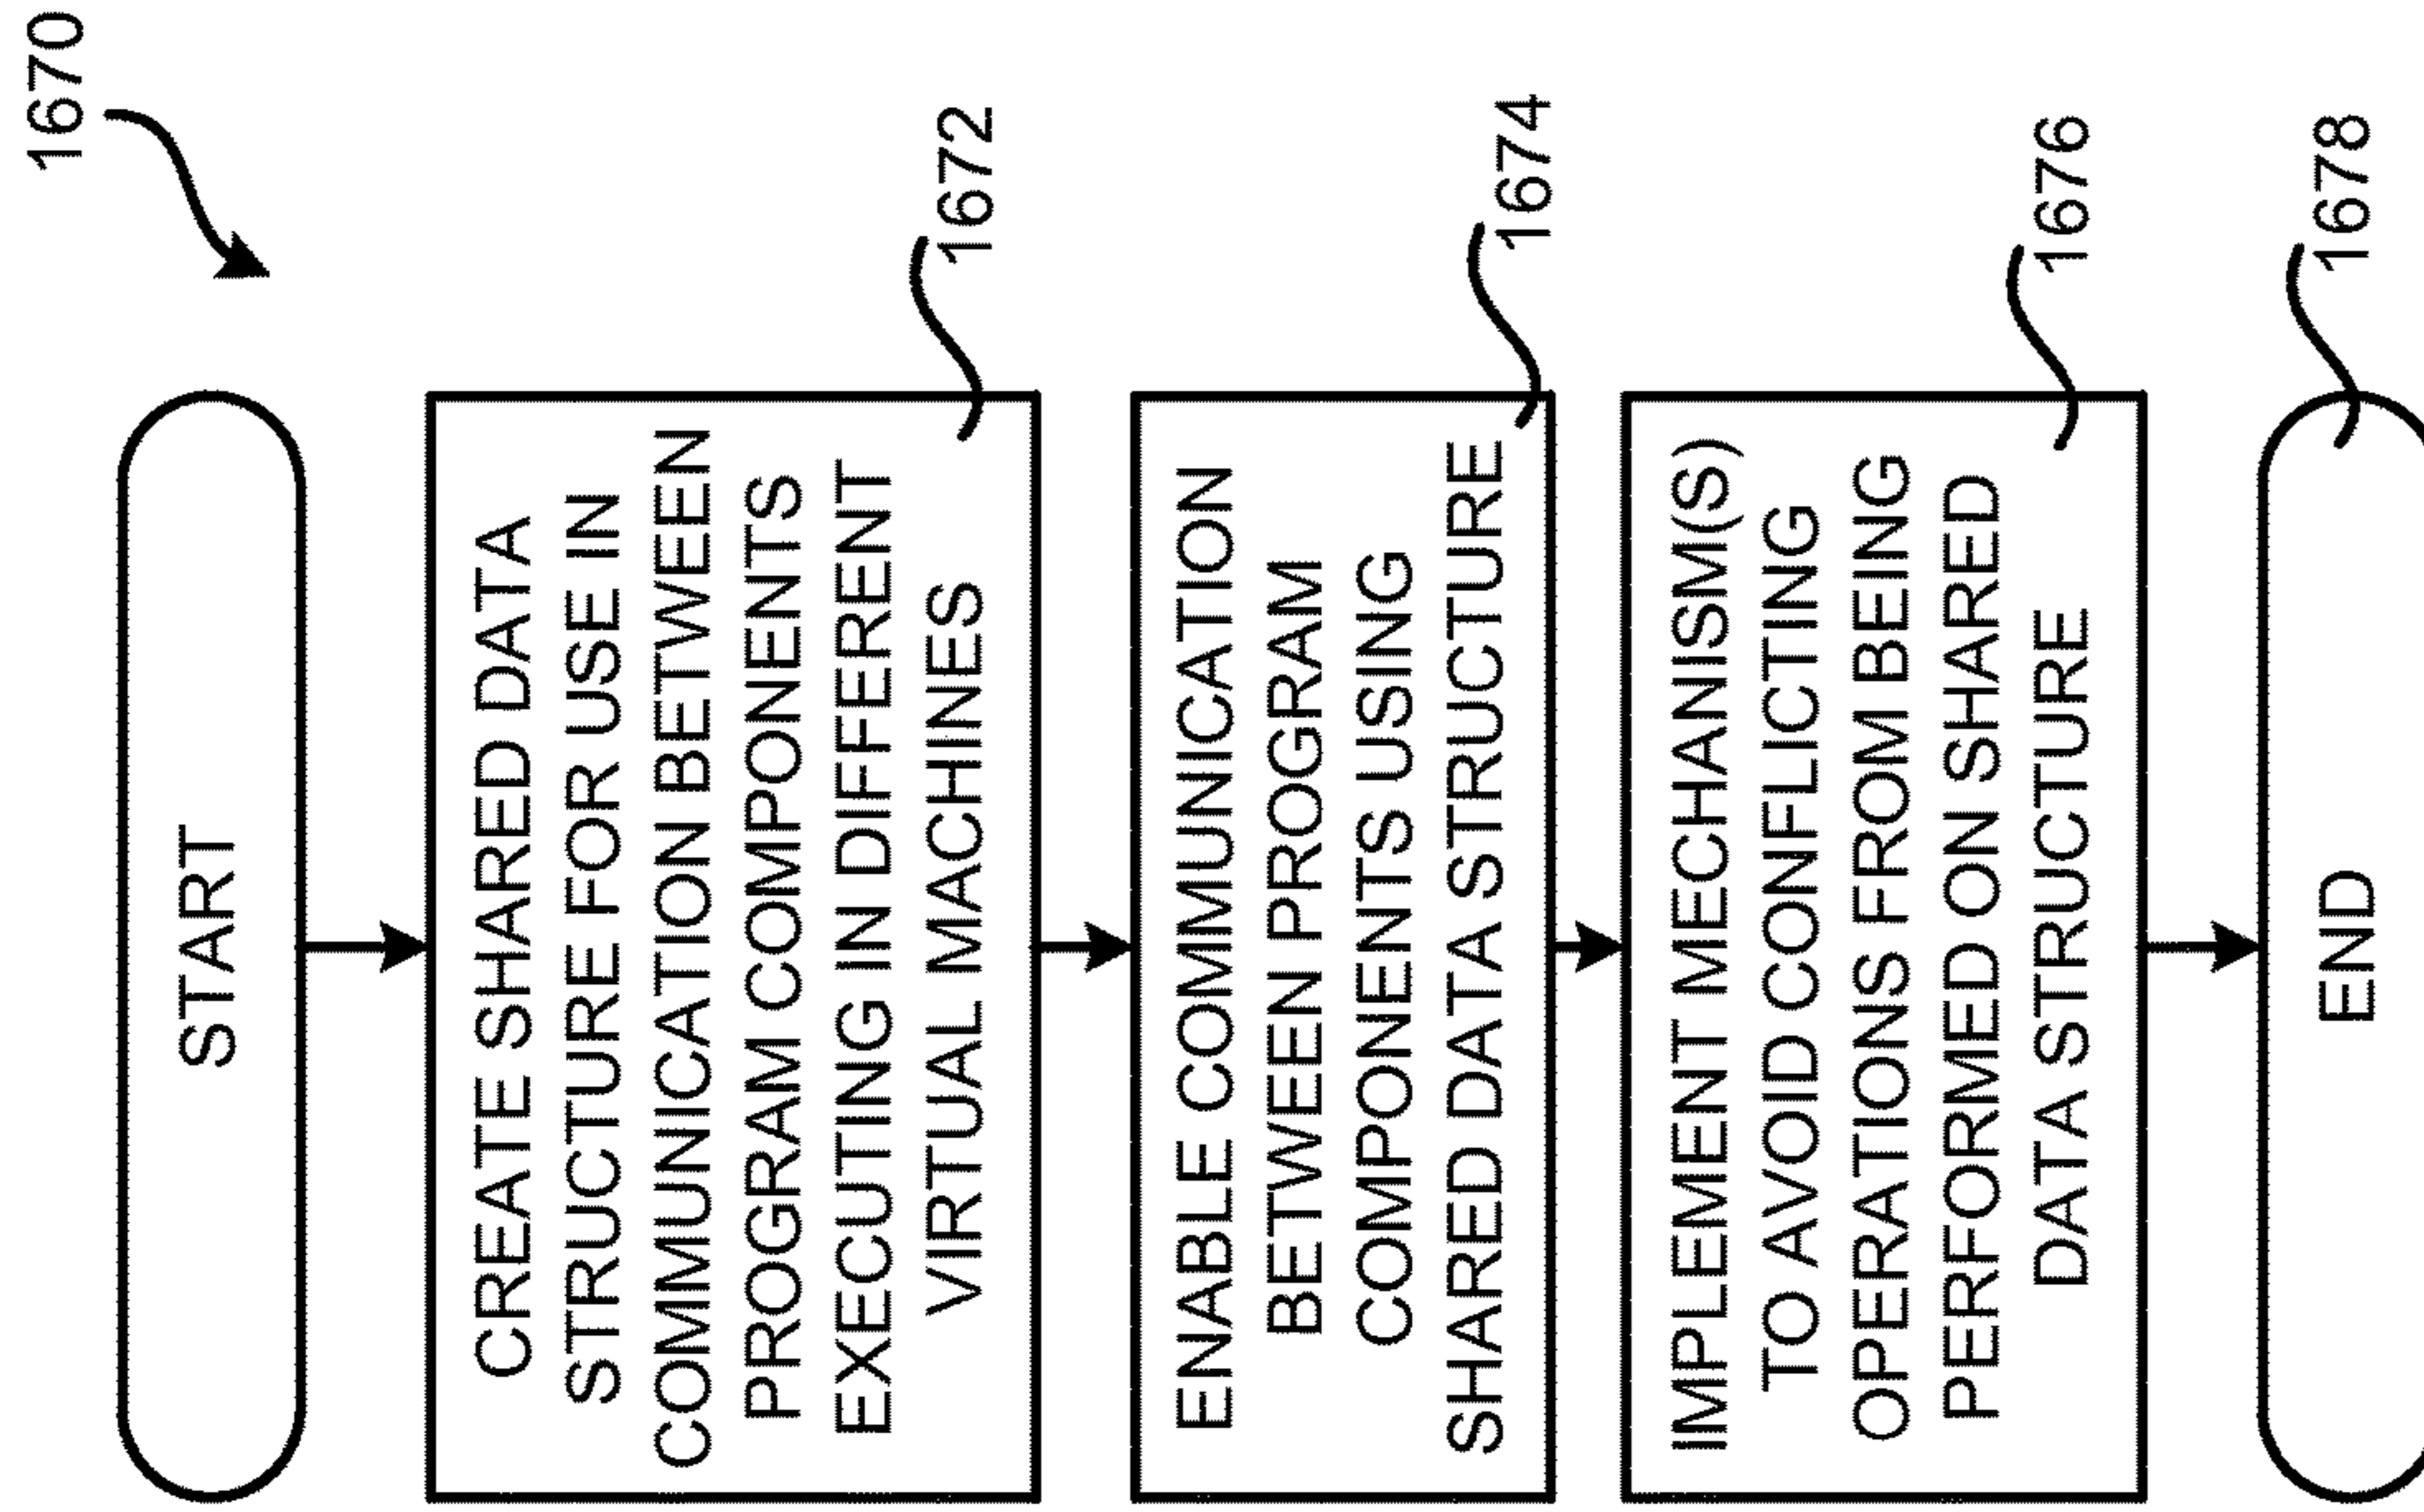 1670
START
CREATE SHARED DATA
STRUCTURE FOR USE IN
COMMUNICATION BETWEEN
PROGRAM COMPONENTS
EXECUTING IN DIFFERENT
VIRTUAL MACHINES
1672
ENABLE COMMUNICATION
BETWEEN PROGRAM
COMPONENTS USING
SHARED DATA STRUCTURE
1674
IMPLEMENT MECHANISM(S)
TO AVOID CONFLICTING
OPERATIONS FROM BEING
PERFORMED ON SHARED
DATA STRUCTURE
1676
END
1678